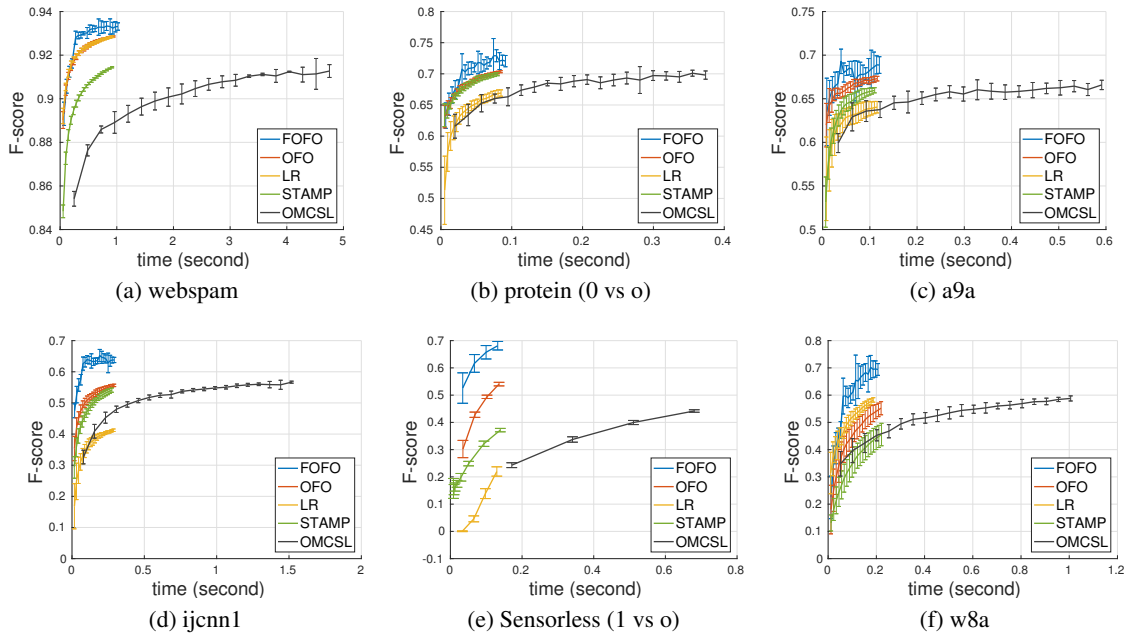 0.94
0.92
0.9
0.88
0.86
0.84
F-score
0 1 2 3 4 5
time (second)
FOFO
OFO
LR
STAMP
OMCSL
(a) webspam
0.8
0.75
0.7
0.65
0.6
0.55
0.5
0.45
F-score
0 0.1 0.2 0.3 0.4
time (second)
FOFO
OFO
LR
STAMP
OMCSL
(b) protein (0 vs o)
0.75
0.7
0.65
0.6
0.55
0.5
F-score
0 0.1 0.2 0.3 0.4 0.5 0.6
time (second)
FOFO
OFO
LR
STAMP
OMCSL
(c) a9a
0.7
0.6
0.5
0.4
0.3
0.2
0.1
0
F-score
0 0.5 1 1.5 2
time (second)
FOFO
OFO
LR
STAMP
OMCSL
(d) ijcnn1
0.7
0.6
0.5
0.4
0.3
0.2
0.1
0
-0.1
F-score
0 0.2 0.4 0.6 0.8
time (second)
FOFO
OFO
LR
STAMP
OMCSL
(e) Sensorless (1 vs o)
0.8
0.7
0.6
0.5
0.4
0.3
0.2
0.1
0
F-score
0 0.2 0.4 0.6 0.8 1 1.2
time (second)
FOFO
OFO
LR
STAMP
OMCSL
(f) w8a